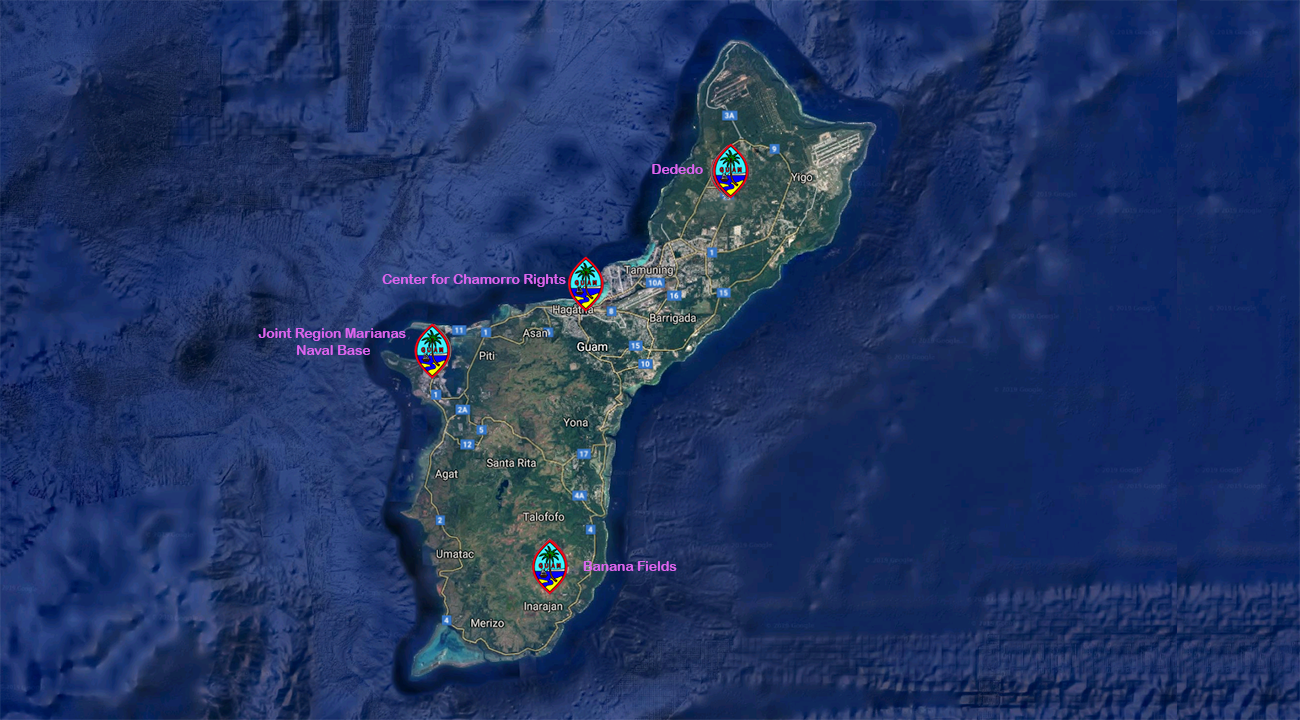 3A
9
Dededo
Yigo
1
Center for Chamorro Rights
Tamuning
10A
16
15
Hagåtña
8
Barrigada
Joint Region Marianas
Naval Base
11
1
Asan
Guam
15
Piti
10
1
2A
Yona
5
12
17
Santa Rita
Agat
4A
Talofofo
2
4
Umatac
Banana Fields
Inarajan
4
Merizo